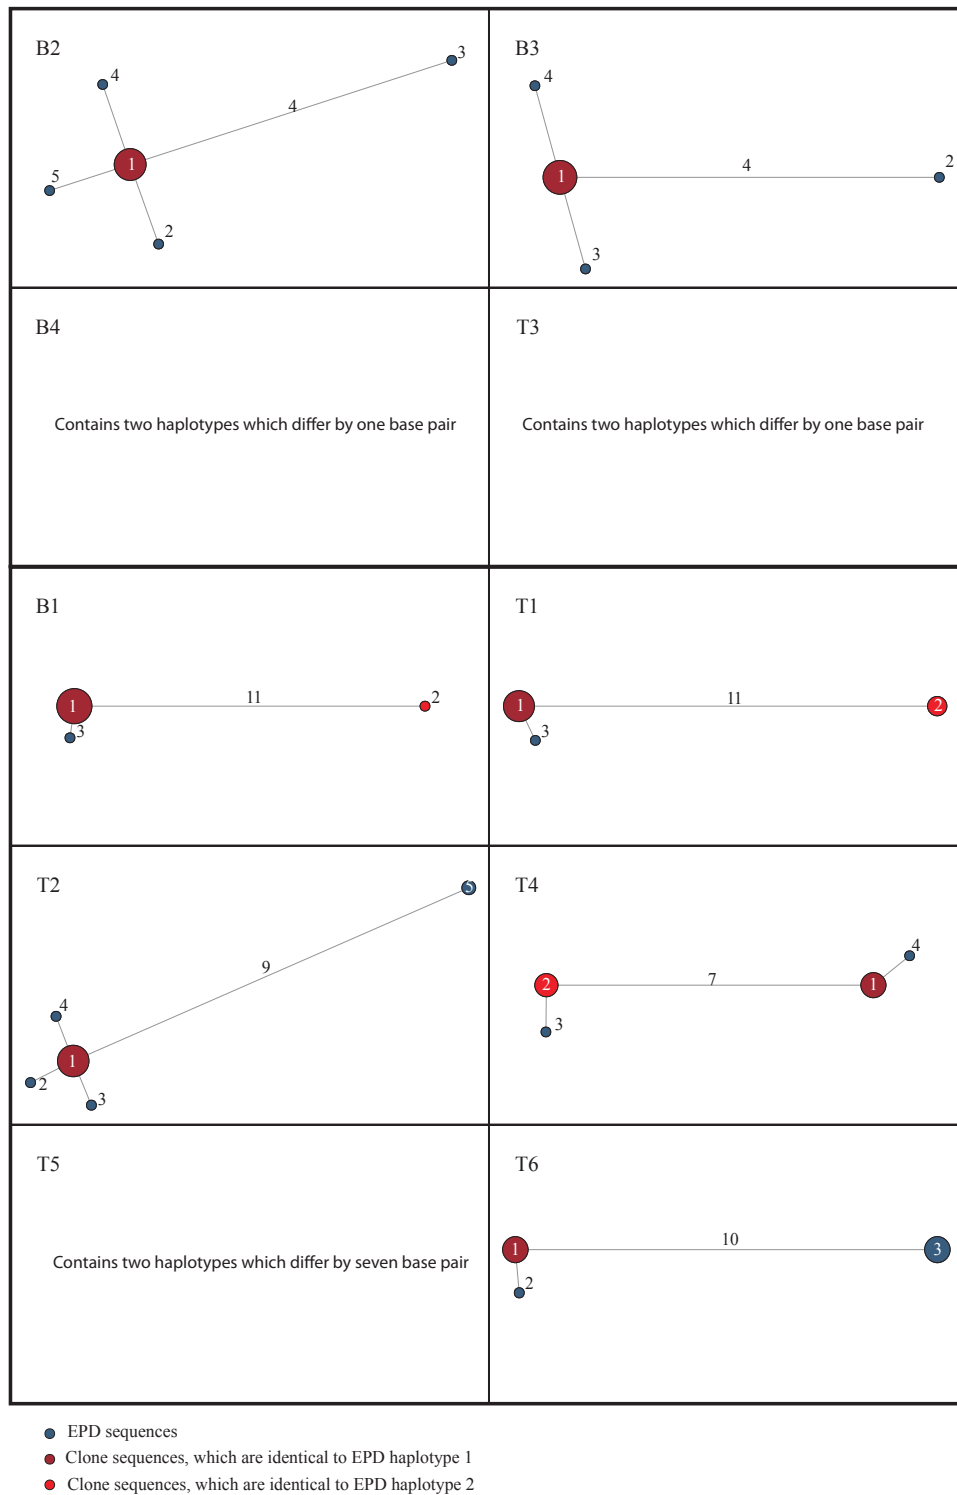 B2
4
3
4
1
5
2
B3
4
1
4
2
3
B4
Contains two haplotypes which differ by one base pair
T3
Contains two haplotypes which differ by one base pair
B1
1
11
2
3
T1
1
11
2
3
T2
5
9
4
1
2
3
T4
4
2
7
1
3
T5
Contains two haplotypes which differ by seven base pair
T6
1
10
3
2
EPD sequences
Clone sequences, which are identical to EPD haplotype 1
Clone sequences, which are identical to EPD haplotype 2